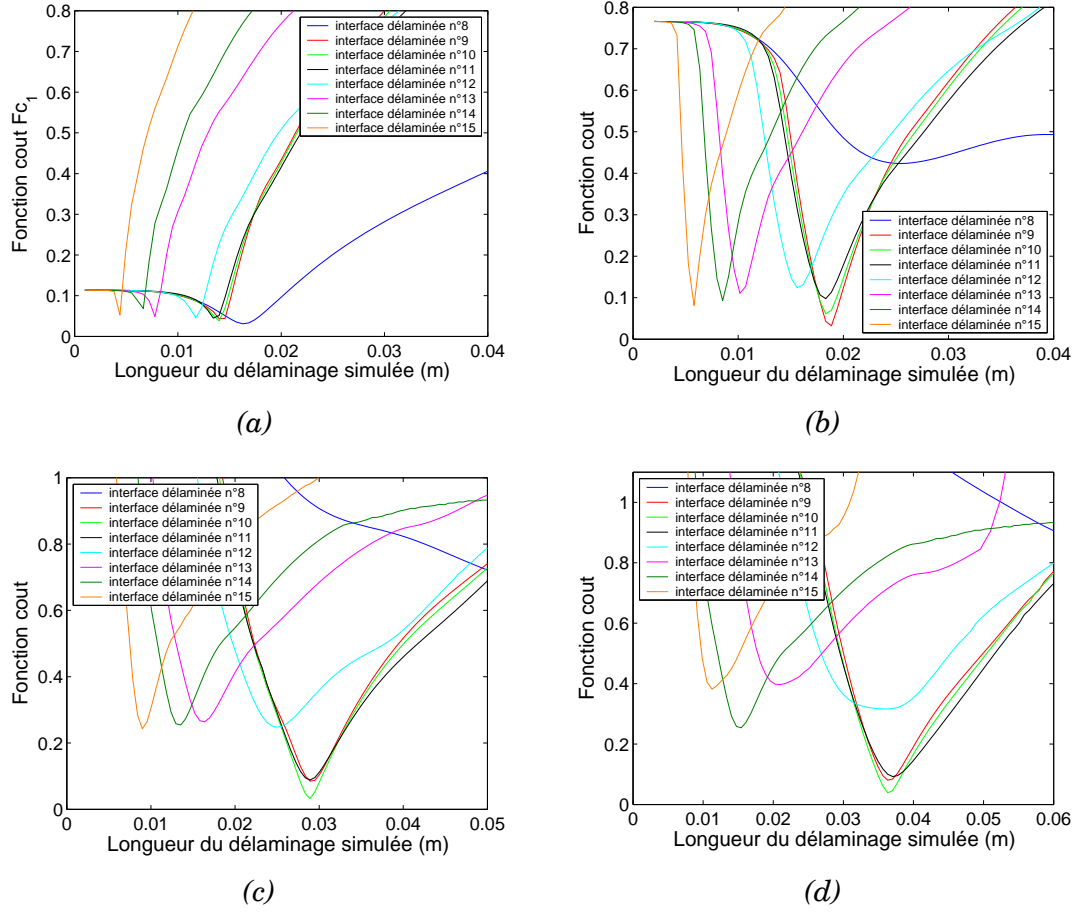 0.8
0.7
0.6
0.5
0.4
0.3
0.2
0.1
0
0
0.01
0.02
0.03
0.04
Fonction cout Fc1
Longueur du délaminage simulée (m)
interface délaminée n°8
interface délaminée n°9
interface délaminée n°10
interface délaminée n°11
interface délaminée n°12
interface délaminée n°13
interface délaminée n°14
interface délaminée n°15
(a)
0.8
0.7
0.6
0.5
0.4
0.3
0.2
0.1
0
0
0.01
0.02
0.03
0.04
Fonction cout
Longueur du délaminage simulée (m)
interface délaminée n°8
interface délaminée n°9
interface délaminée n°10
interface délaminée n°11
interface délaminée n°12
interface délaminée n°13
interface délaminée n°14
interface délaminée n°15
(b)
1
0.8
0.6
0.4
0.2
0
0
0.01
0.02
0.03
0.04
0.05
Fonction cout
Longueur du délaminage simulée (m)
interface délaminée n°8
interface délaminée n°9
interface délaminée n°10
interface délaminée n°11
interface délaminée n°12
interface délaminée n°13
interface délaminée n°14
interface délaminée n°15
(c)
1
0.8
0.6
0.4
0.2
0
0
0.01
0.02
0.03
0.04
0.05
0.06
Fonction cout
Longueur du délaminage simulée (m)
interface délaminée n°8
interface délaminée n°9
interface délaminée n°10
interface délaminée n°11
interface délaminée n°12
interface délaminée n°13
interface délaminée n°14
interface délaminée n°15
(d)